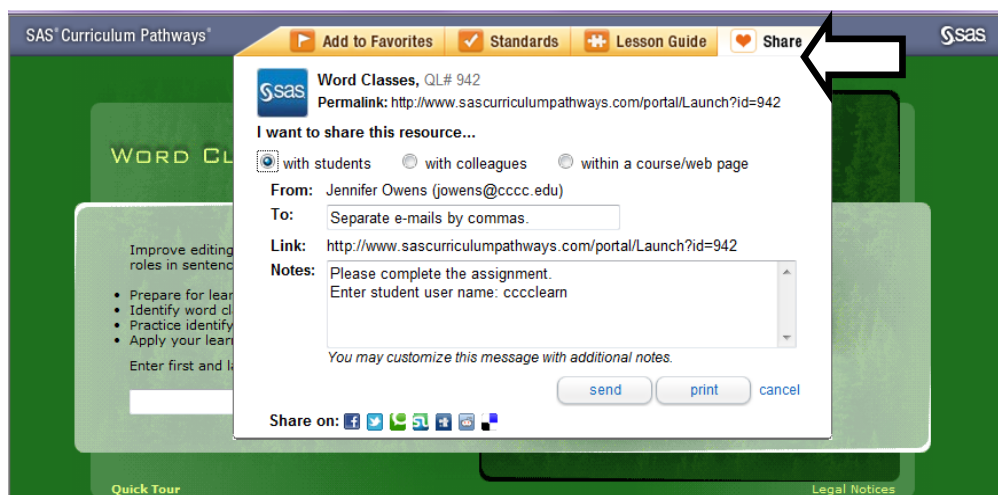 SAS® Curriculum Pathways®
Add to Favorites
Standards
Lesson Guide
Share
sas
sas
Word Classes, QL# 942
Permalink: http://www.sascurriculumpathways.com/portal/Launch?id=942
I want to share this resource...
with students
with colleagues
within a course/web page
From: Jennifer Owens (jowens@cccc.edu)
To: Separate e-mails by commas.
Link: http://www.sascurriculumpathways.com/portal/Launch?id=942
Notes: Please complete the assignment.
Enter student user name: cccclearn
You may customize this message with additional notes.
send
print
cancel
Share on:
WORD CL
Improve editing
roles in sentenc
• Prepare for lear
• Identify word cl
• Practice identify
• Apply your learn
Enter first and la
Quick Tour
Legal Notices